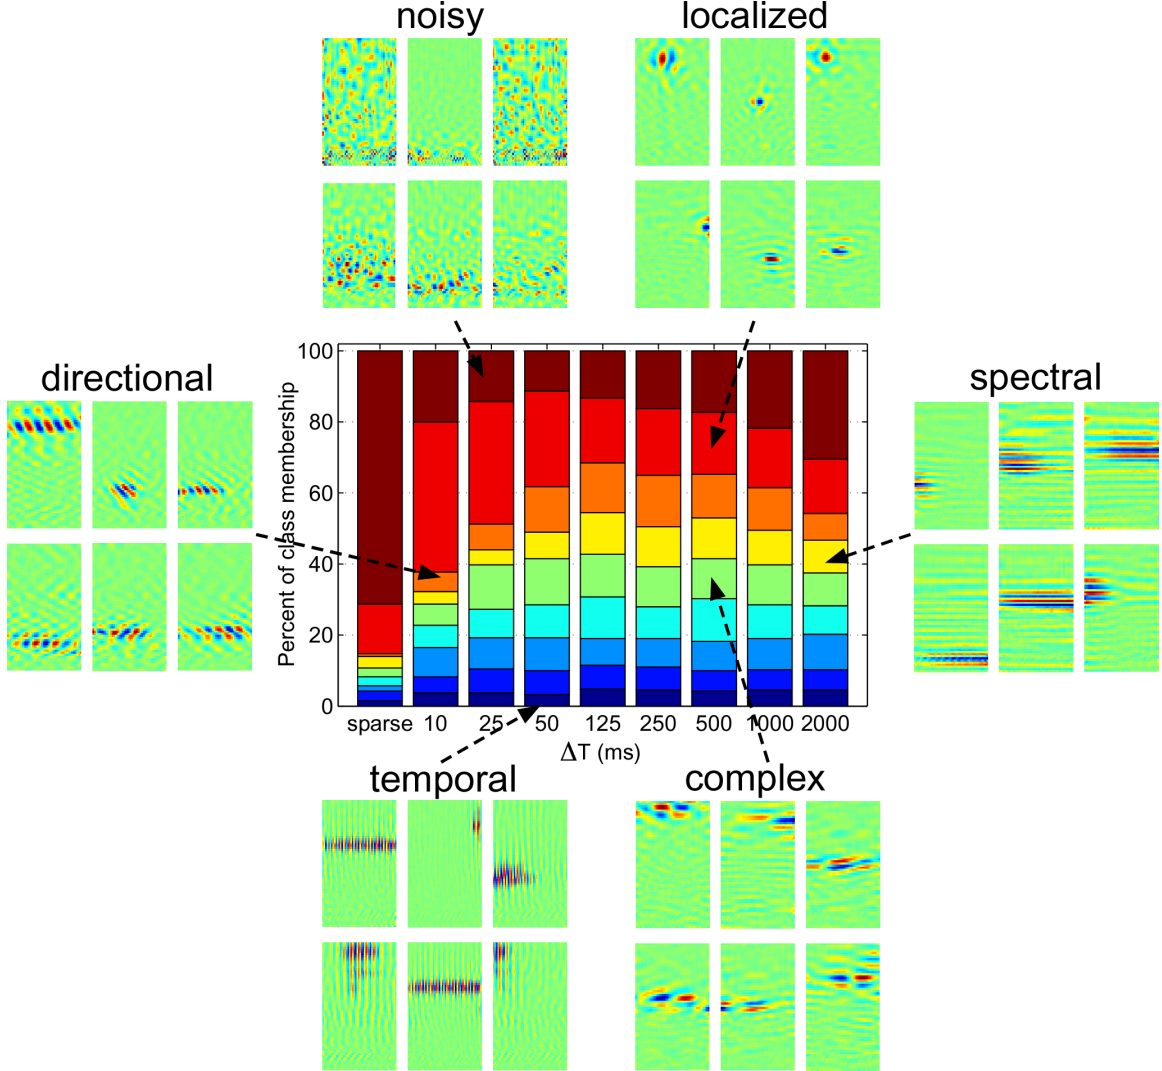 noisy
localized
directional
spectral
Percent of class membership
100
80
60
40
20
0
sparse 10 25 50 125 250 500 1000 2000
ΔT (ms)
temporal
complex